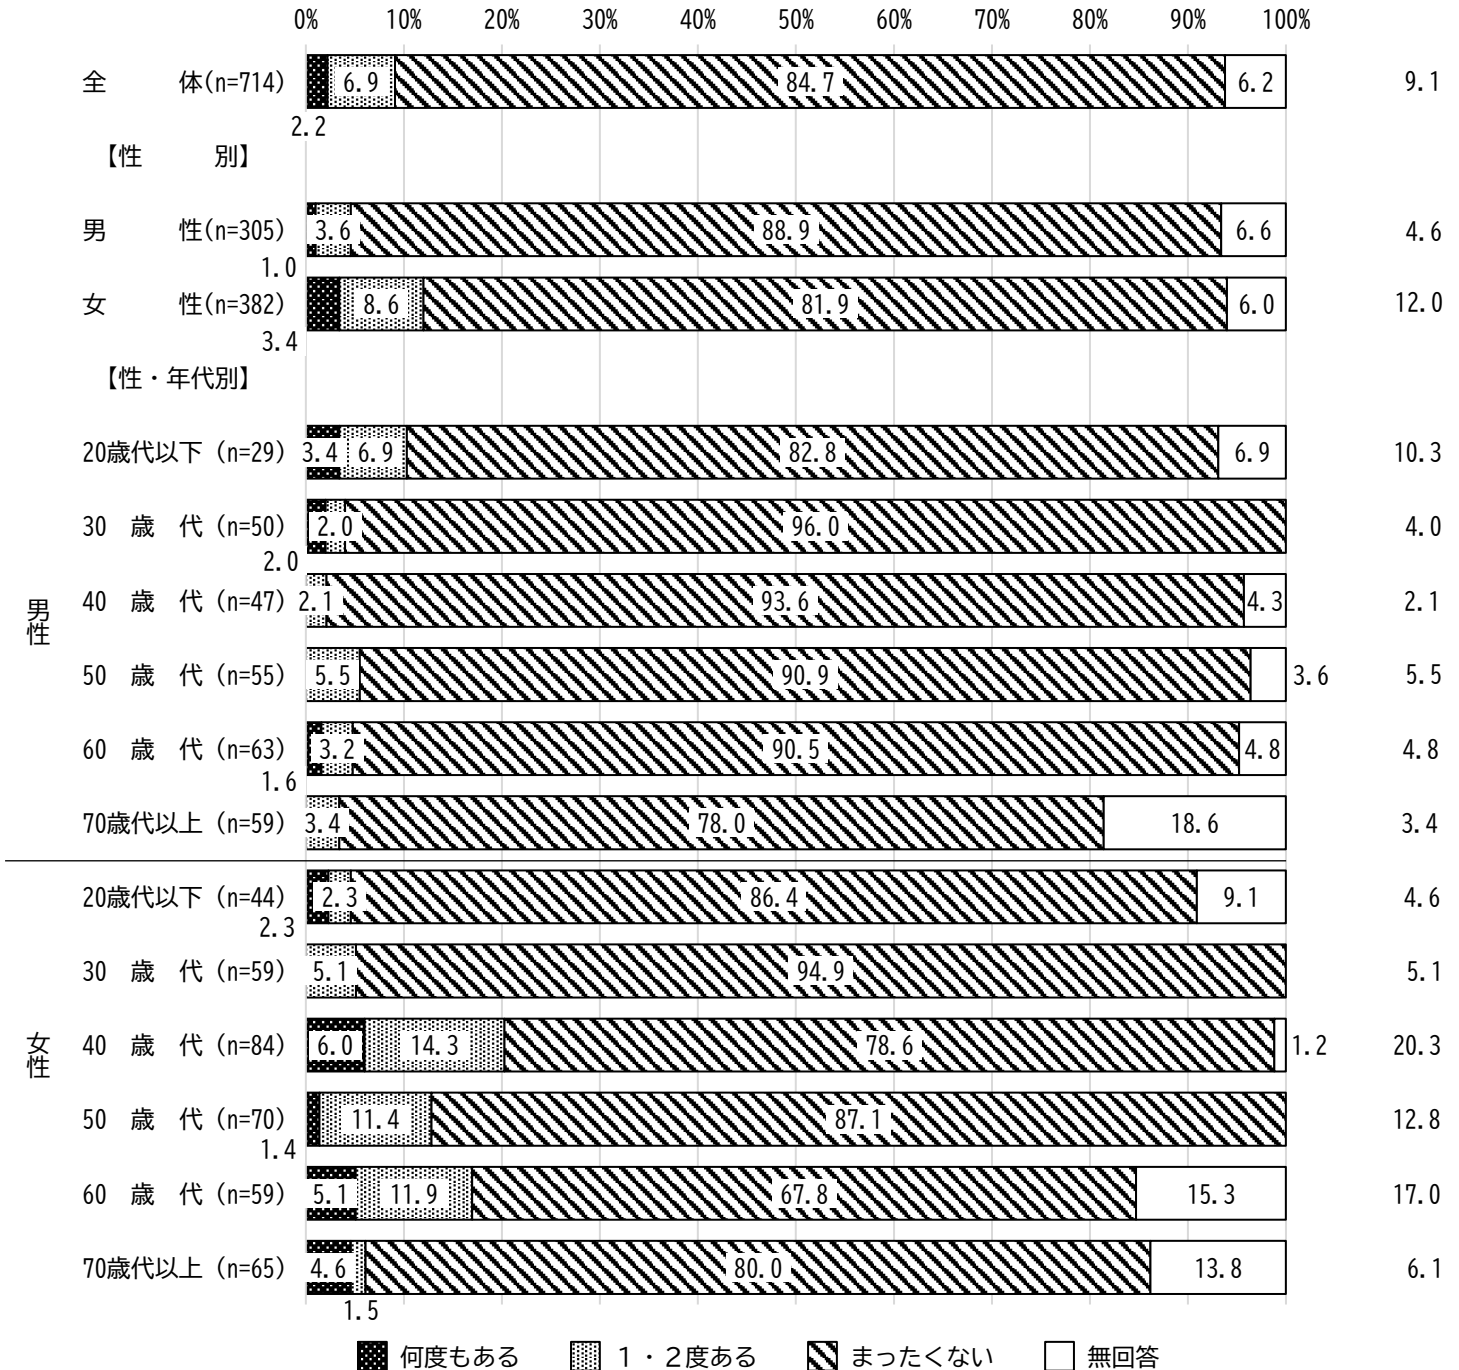 0% 10% 20% 30% 40% 50% 60% 70% 80% 90% 100%
全　　体(n=714) 6.9 84.7 6.2 9.1
2.2
【性　　別】
男　　性(n=305) 3.6 88.9 6.6 4.6
1.0
女　　性(n=382) 8.6 81.9 6.0 12.0
3.4
【性・年代別】
20歳代以下 (n=29) 3.4 6.9 82.8 6.9 10.3
30　歳　代 (n=50) 2.0 96.0 4.0
2.0
男性
40　歳　代 (n=47) 2.1 93.6 4.3 2.1
50　歳　代 (n=55) 5.5 90.9 3.6 5.5
60　歳　代 (n=63) 3.2 90.5 4.8 4.8
1.6
70歳代以上 (n=59) 3.4 78.0 18.6 3.4
20歳代以下 (n=44) 2.3 86.4 9.1 4.6
2.3
30　歳　代 (n=59) 5.1 94.9 5.1
女性
40　歳　代 (n=84) 6.0 14.3 78.6 1.2 20.3
50　歳　代 (n=70) 11.4 87.1 12.8
1.4
60　歳　代 (n=59) 5.1 11.9 67.8 15.3 17.0
70歳代以上 (n=65) 4.6 80.0 13.8 6.1
1.5
何度もある １・２度ある まったくない 無回答